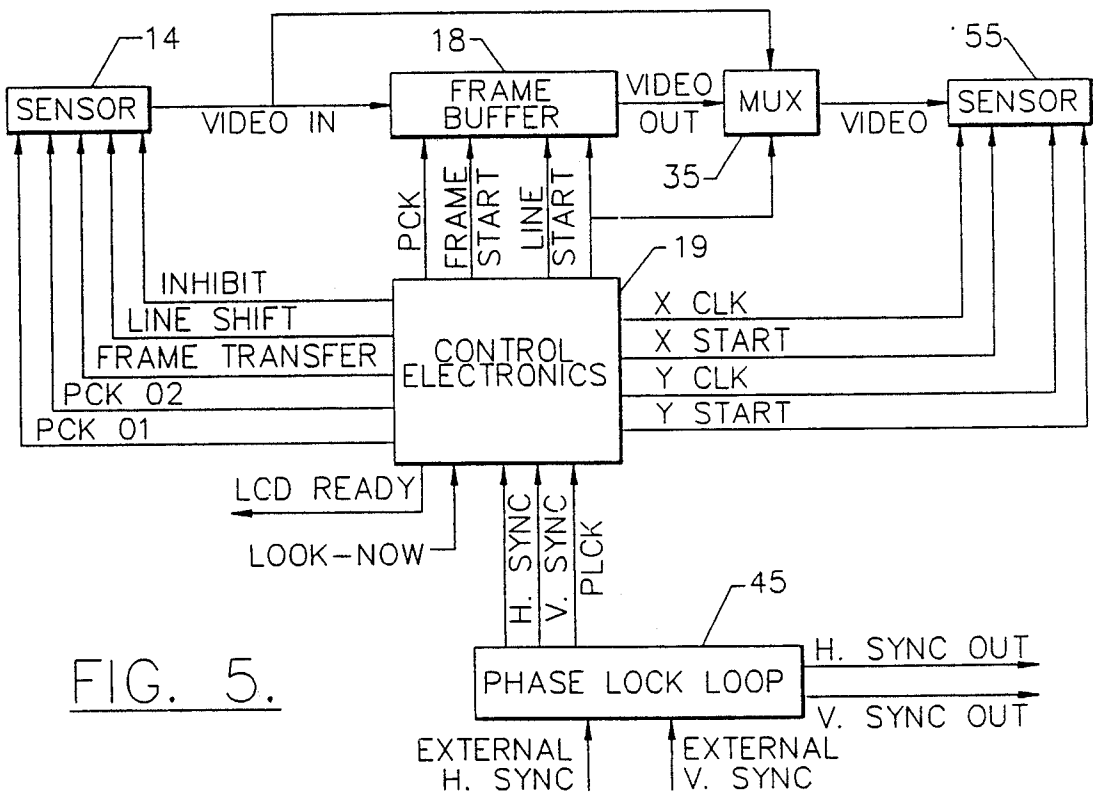 14
18
55
SENSOR
VIDEO IN
FRAME
BUFFER
VIDEO
OUT
MUX
VIDEO
SENSOR
35
PCK
FRAME
START
LINE
START
19
INHIBIT
LINE SHIFT
FRAME TRANSFER
PCK 02
PCK 01
CONTROL
ELECTRONICS
X CLK
X START
Y CLK
Y START
LCD READY
LOOK-NOW
H. SYNC
V. SYNC
PLCK
45
PHASE LOCK LOOP
H. SYNC OUT
V. SYNC OUT
EXTERNAL
H. SYNC
EXTERNAL
V. SYNC
FIG. 5.